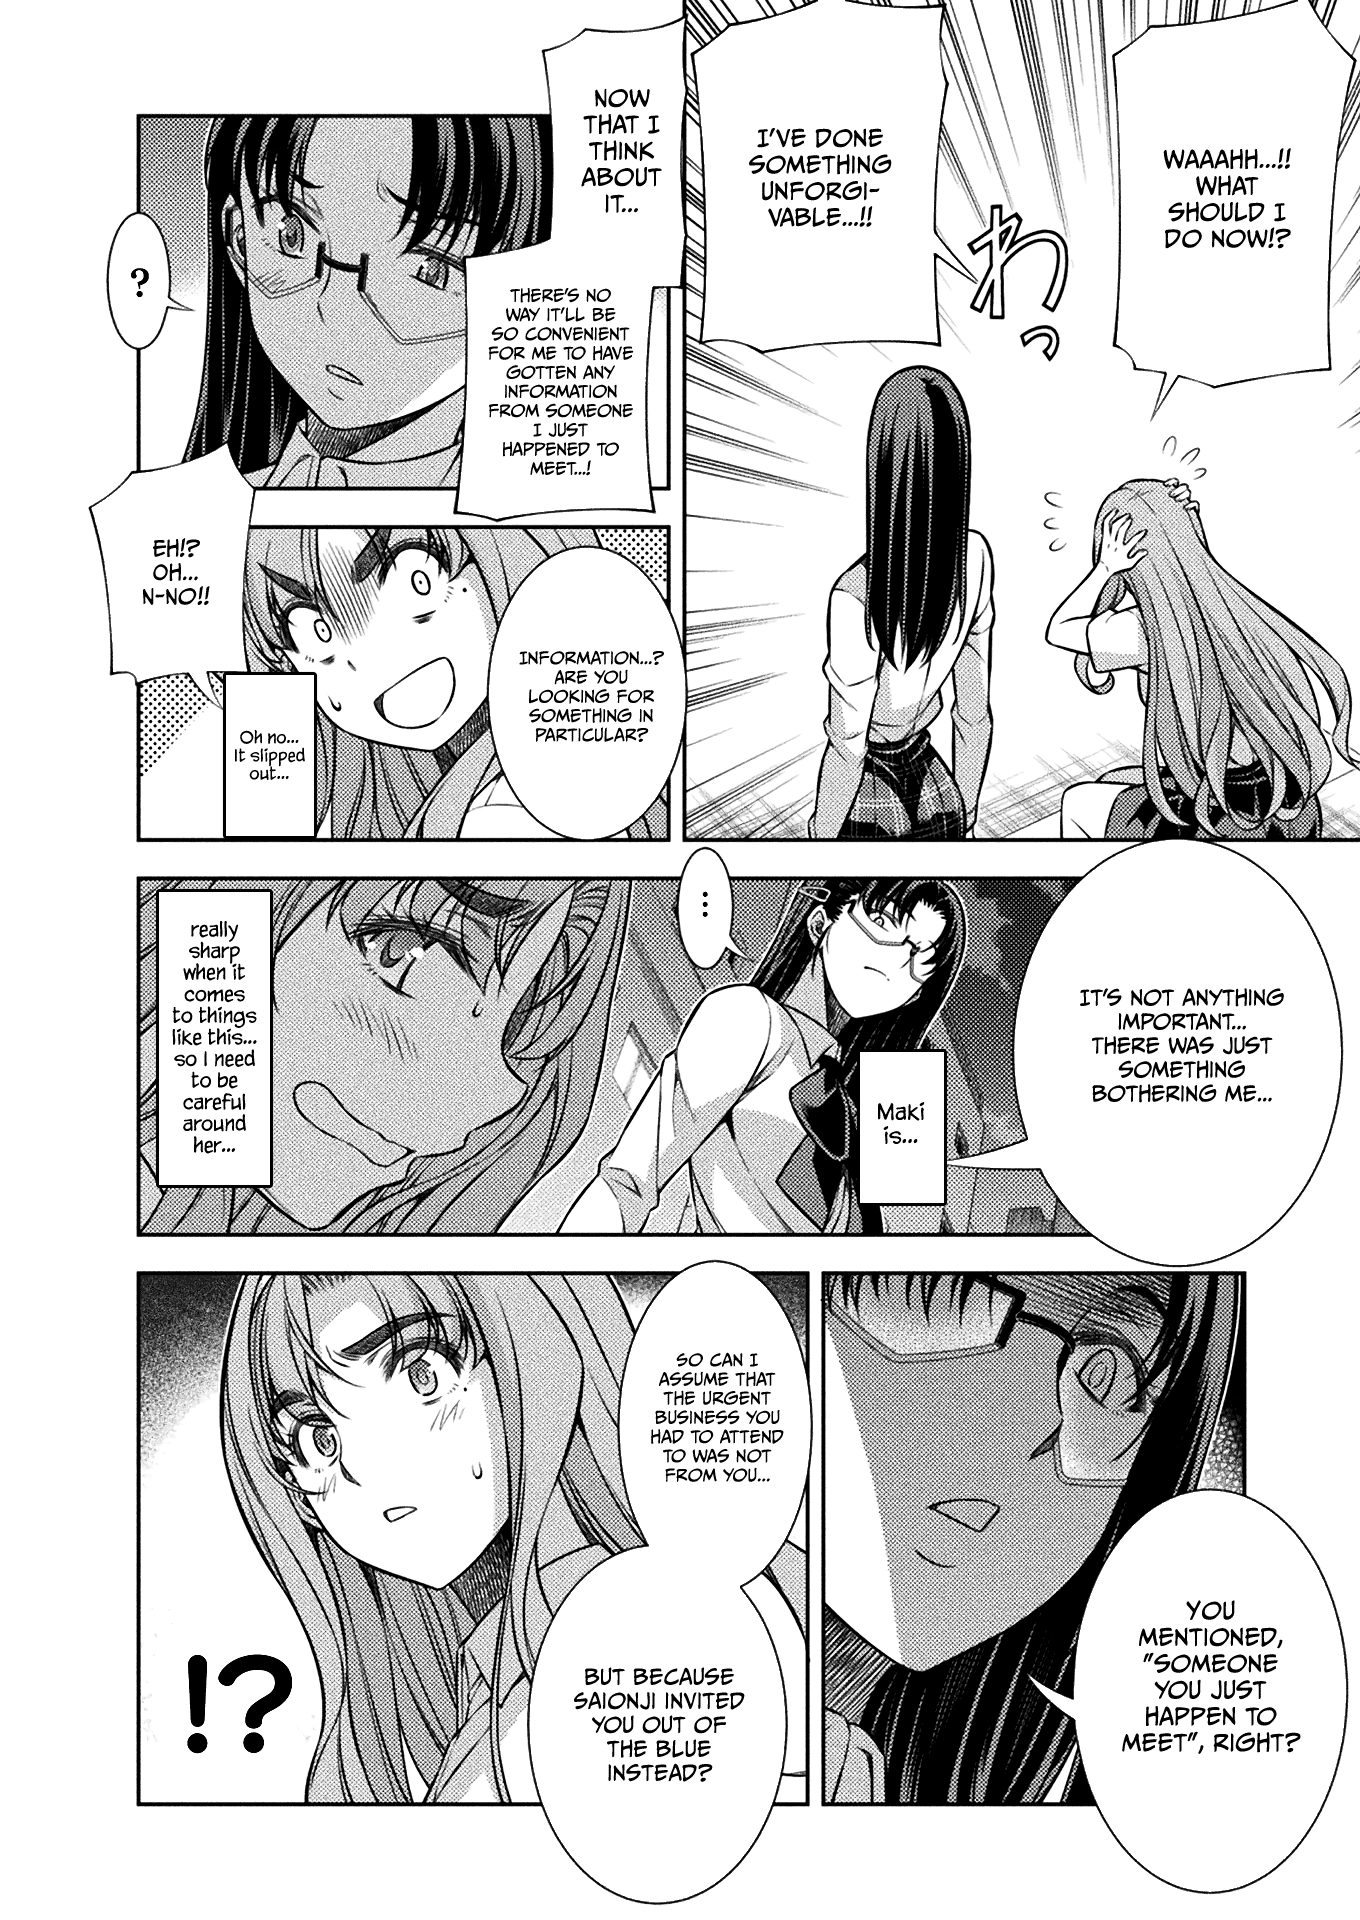 WAAAHH...!!
WHAT
SHOULD I
DO NOW!?
わっ
I'VE DONE
SOMETHING
UNFORGI-
VABLE...!!
NOW
THAT I
THINK
ABOUT
IT...
THERE'S NO
WAY IT'LL BE
SO CONVENIENT
FOR ME TO HAVE
GOTTEN ANY
INFORMATION
FROM SOMEONE
I JUST
HAPPENED TO
MEET...!
?
INFORMATION...?
ARE YOU
LOOKING FOR
SOMETHING IN
PARTICULAR?
EH!?
OH...
N-NO!!
Oh no...
It slipped
out...
IT'S NOT ANYTHING
IMPORTANT...
THERE WAS JUST
SOMETHING
BOTHERING ME...
...
Maki
is...
really
sharp
when it
comes
to things
like this...
so I need
to be
careful
around
her...
YOU
MENTIONED,
"SOMEONE
YOU JUST
HAPPEN TO
MEET", RIGHT?
SO CAN I
ASSUME THAT
THE URGENT
BUSINESS YOU
HAD TO ATTEND
TO WAS NOT
FROM YOU...
BUT BECAUSE
SAIONJI INVITED
YOU OUT OF
THE BLUE
INSTEAD?
!?